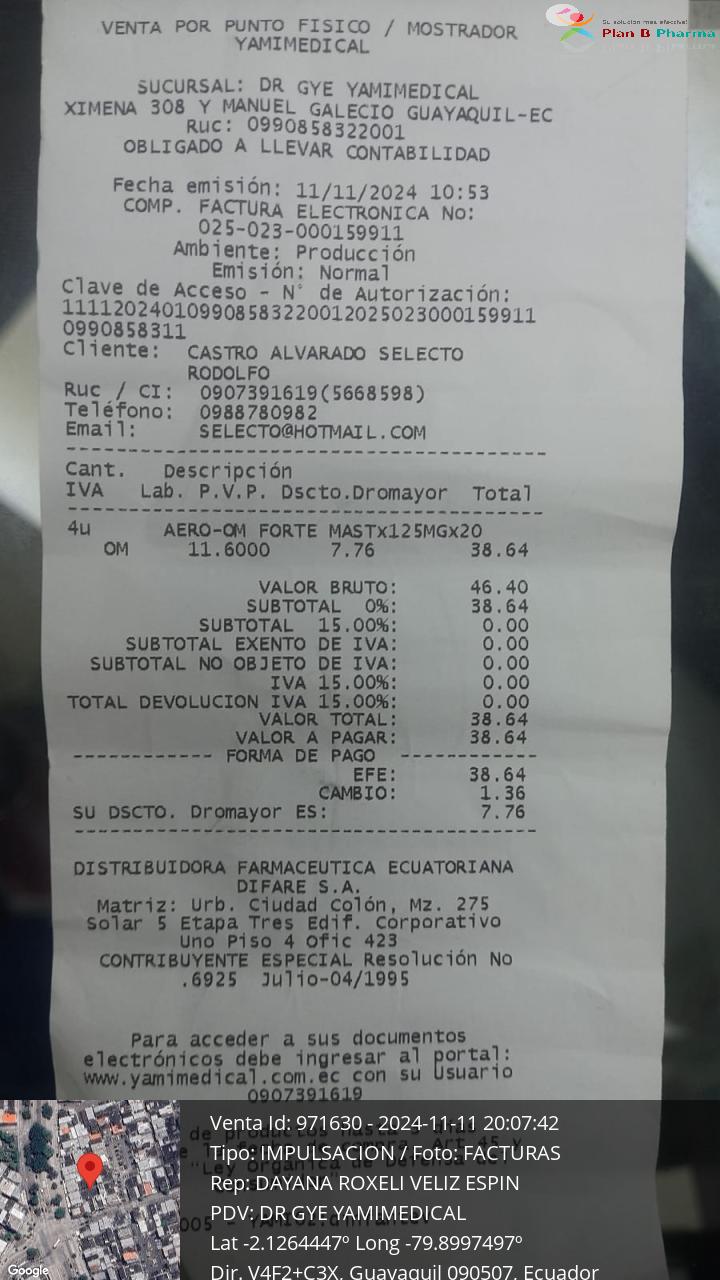 Su solución mas efectiva!
Plan B Pharma
VENTA POR PUNTO FISICO / MOSTRADOR
YAMIMEDICAL
SUCURSAL: DR GYE YAMIMEDICAL
XIMENA 308 Y MANUEL GALECIO GUAYAQUIL-EC
Ruc: 0990858322001
OBLIGADO A LLEVAR CONTABILIDAD
Fecha emisión: 11/11/2024 10:53
COMP. FACTURA ELECTRONICA No:
025-023-000159911
Ambiente: Producción
Emisión: Normal
Clave de Acceso - N° de Autorización:
111120240109908583220012025023000159911
0990858311
Cliente: CASTRO ALVARADO SELECTO
RODOLFO
Ruc / CI: 0907391619(5668598)
Teléfono: 0988780982
Email: SELECTO@HOTMAIL.COM
Cant. Descripción
IVA Lab. P.V.P. Dscto.Dromayor Total
4u AERO-OM FORTE MASTx125MGx20
OM 11.6000 7.76 38.64
VALOR BRUTO: 46.40
SUBTOTAL 0%: 38.64
SUBTOTAL 15.00%: 0.00
SUBTOTAL EXENTO DE IVA: 0.00
SUBTOTAL NO OBJETO DE IVA: 0.00
IVA 15.00%: 0.00
TOTAL DEVOLUCION IVA 15.00%: 0.00
VALOR TOTAL: 38.64
VALOR A PAGAR: 38.64
------------ FORMA DE PAGO ------------
EFE: 38.64
CAMBIO: 1.36
SU DSCTO. Dromayor ES: 7.76
DISTRIBUIDORA FARMACEUTICA ECUATORIANA
DIFARE S.A.
Matriz: Urb. Ciudad Colón, Mz. 275
Solar 5 Etapa Tres Edif. Corporativo
Uno Piso 4 Ofic 423
CONTRIBUYENTE ESPECIAL Resolución No
.6925 Julio-04/1995
Para acceder a sus documentos
electrónicos debe ingresar al portal:
www.yamimedical.com.ec con su Usuario
0907391619
Venta Id: 971630 - 2024-11-11 20:07:42
Tipo: IMPULSACION / Foto: FACTURAS
Rep: DAYANA ROXELI VELIZ ESPIN
PDV: DR GYE YAMIMEDICAL
Lat -2.1264447º Long -79.8997497º
Dir. V4F2+C3X, Guayaquil 090507, Ecuador
Google